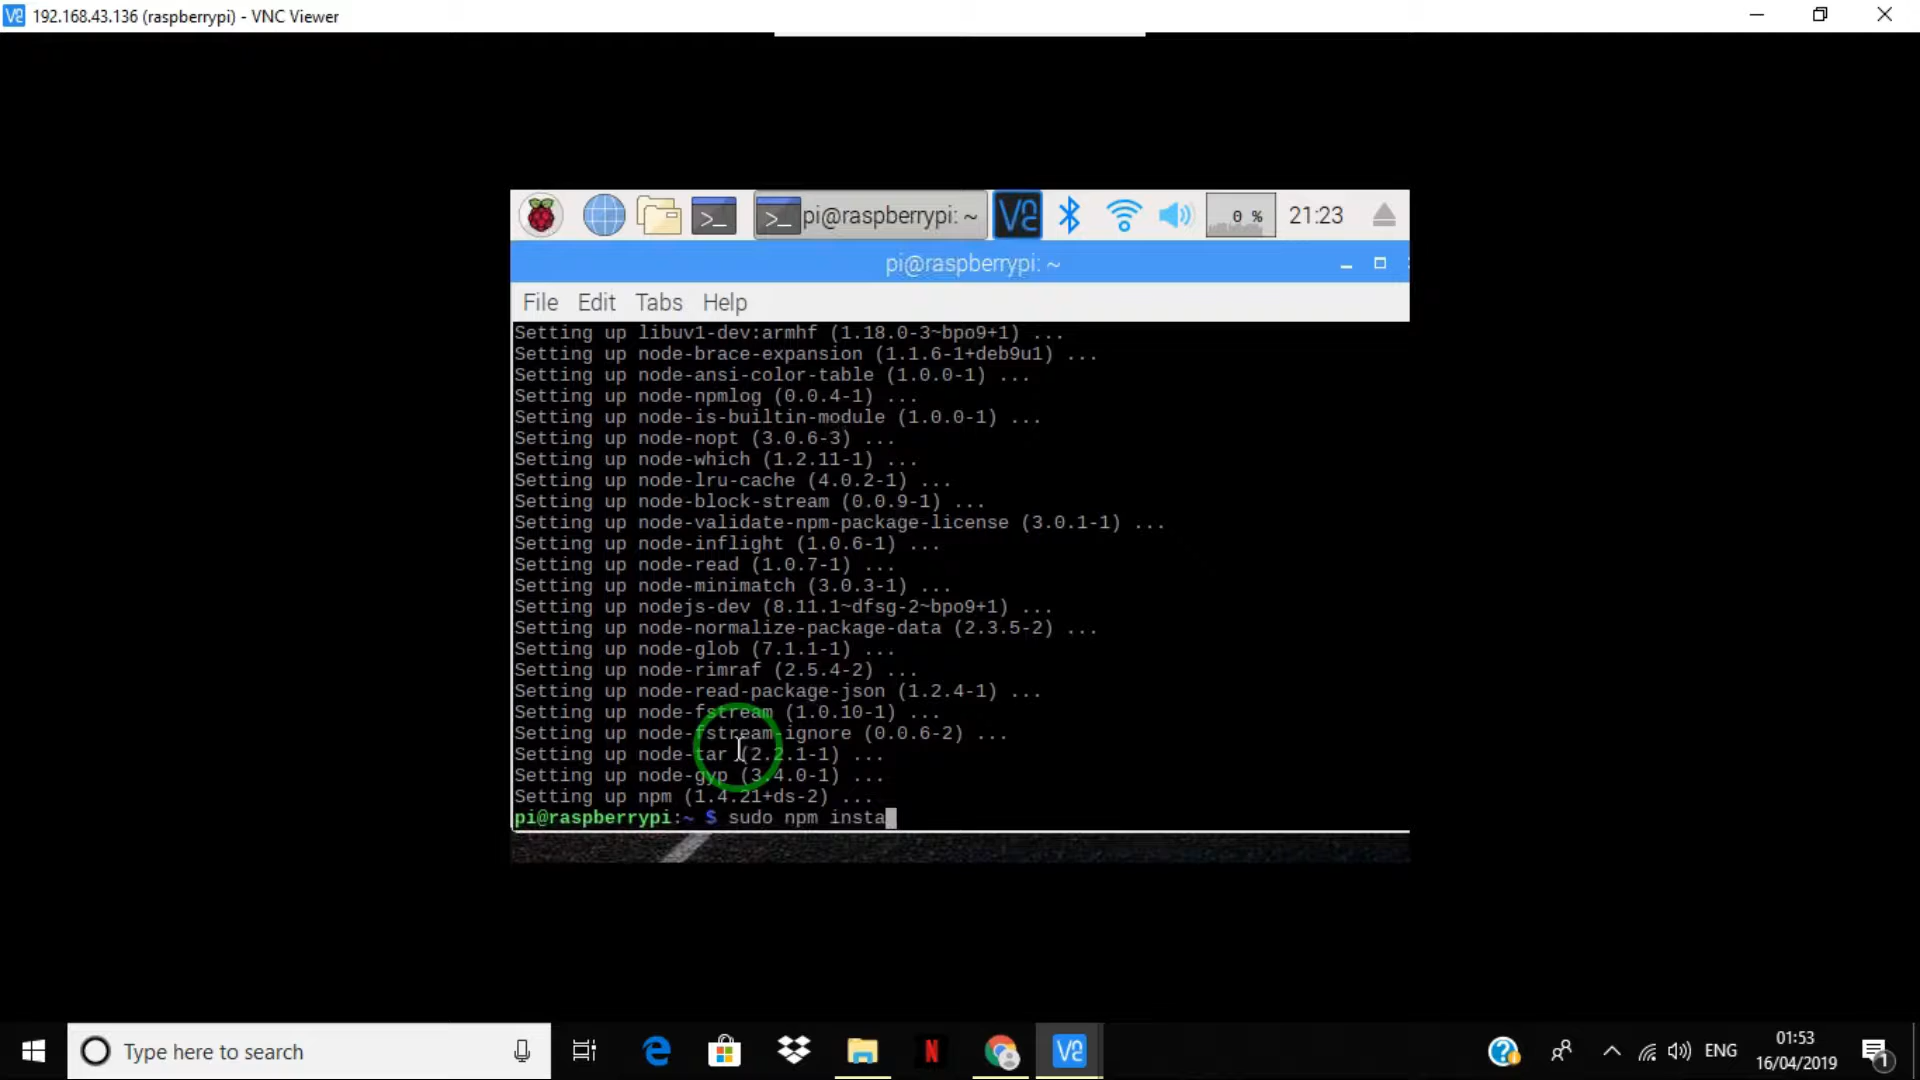 192.168.43.136 (raspberrypi) - VNC Viewer
pi@raspberrypi: ~
0 %
21:23
pi@raspberrypi: ~
File Edit Tabs Help
Setting up libuv1-dev:armhf (1.18.0-3~bpo9+1) ...
Setting up node-brace-expansion (1.1.6-1+deb9u1) ...
Setting up node-ansi-color-table (1.0.0-1) ...
Setting up node-npmlog (0.0.4-1) ...
Setting up node-is-builtin-module (1.0.0-1) ...
Setting up node-nopt (3.0.6-3) ...
Setting up node-which (1.2.11-1) ...
Setting up node-lru-cache (4.0.2-1) ...
Setting up node-block-stream (0.0.9-1) ...
Setting up node-validate-npm-package-license (3.0.1-1) ...
Setting up node-inflight (1.0.6-1) ...
Setting up node-read (1.0.7-1) ...
Setting up node-minimatch (3.0.3-1) ...
Setting up nodejs-dev (8.11.1~dfsg-2~bpo9+1) ...
Setting up node-normalize-package-data (2.3.5-2) ...
Setting up node-glob (7.1.1-1) ...
Setting up node-rimraf (2.5.4-2) ...
Setting up node-read-package-json (1.2.4-1) ...
Setting up node-fstream (1.0.10-1) ...
Setting up node-fstream-ignore (0.0.6-2) ...
Setting up node-tar (2.2.1-1) ...
Setting up node-gyp (3.4.0-1) ...
Setting up npm (1.4.21+ds-2) ...
pi@raspberrypi:~ $ sudo npm insta
Type here to search
ENG
01:53
16/04/2019
1